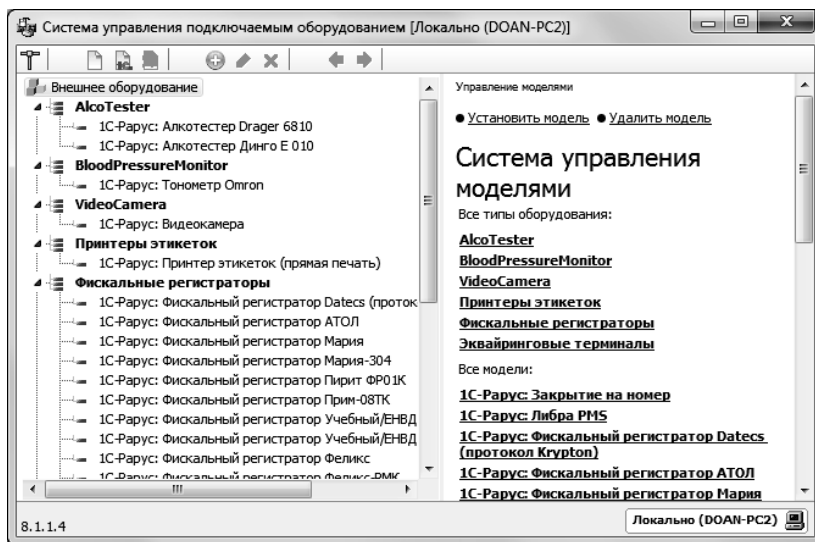 Система управления подключаемым оборудованием [Локально (DOAN-PC2)]
Внешнее оборудование
AlcoTester
1С-Рарус: Алкотестер Drager 6810
1С-Рарус: Алкотестер Динго E 010
BloodPressureMonitor
1С-Рарус: Тонометр Omron
VideoCamera
1С-Рарус: Видеокамера
Принтеры этикеток
1С-Рарус: Принтер этикеток (прямая печать)
Фискальные регистраторы
1С-Рарус: Фискальный регистратор Datecs (проток
1С-Рарус: Фискальный регистратор АТОЛ
1С-Рарус: Фискальный регистратор Мария
1С-Рарус: Фискальный регистратор Мария-304
1С-Рарус: Фискальный регистратор Пирит ФР01К
1С-Рарус: Фискальный регистратор Прим-08ТК
1С-Рарус: Фискальный регистратор Учебный/ЕНВД
1С-Рарус: Фискальный регистратор Учебный/ЕНВД
1С-Рарус: Фискальный регистратор Феликс
1С-Рарус: Фискальный регистратор Феликс-РМК
Управление моделями
Установить модель Удалить модель
Система управления
моделями
Все типы оборудования:
AlcoTester
BloodPressureMonitor
VideoCamera
Принтеры этикеток
Фискальные регистраторы
Эквайринговые терминалы
Все модели:
1С-Рарус: Закрытие на номер
1С-Рарус: Либра PMS
1С-Рарус: Фискальный регистратор Datecs
(протокол Krypton)
1С-Рарус: Фискальный регистратор АТОЛ
1С-Рарус: Фискальный регистратор Мария
8.1.1.4
Локально (DOAN-PC2)